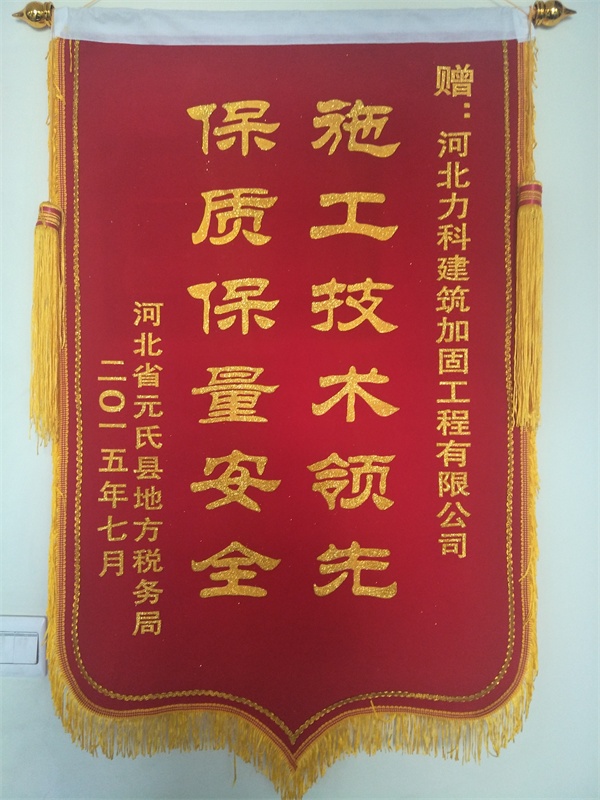 赠：河北力科建筑加固工程有限公司
施工技术领先
保质保量安全
河北省元氏县地方税务局
二〇一五年七月